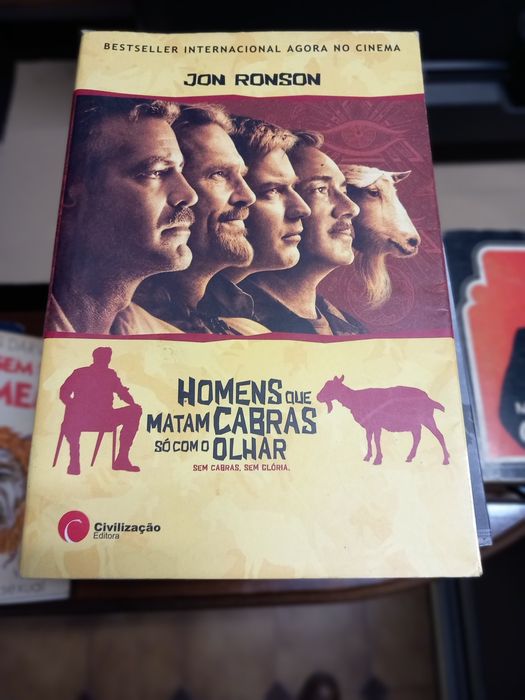 BESTSELLER INTERNACIONAL AGORA NO CINEMA
JON RONSON
HOMENS QUE
MATAM CABRAS
SÓ COM O OLHAR
SEM CABRAS, SEM GLÓRIA.
Civilização
Editora
SEM